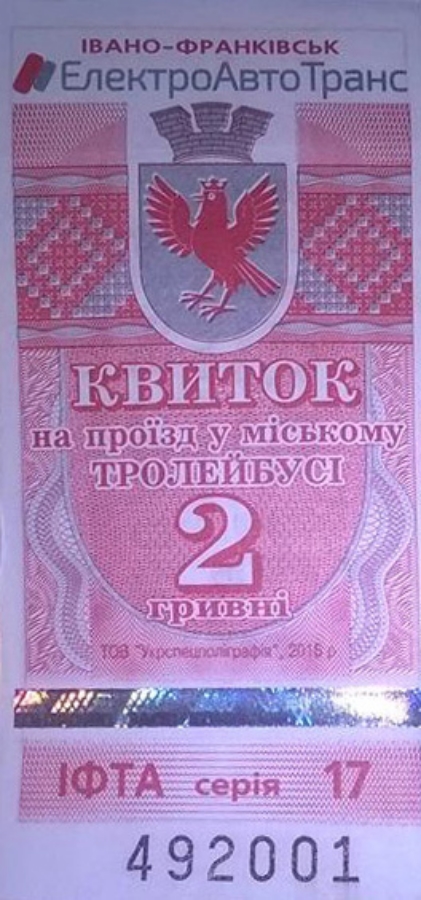 ІВАНО-ФРАНКІВСЬК
ЕлектроАвтоТранс
КВИТОК
на проїзд у міському
ТРОЛЕЙБУСІ
2
гривні
ТОВ "Укрспецполіграфія", 2015 р
ІФТА серія 17
492001